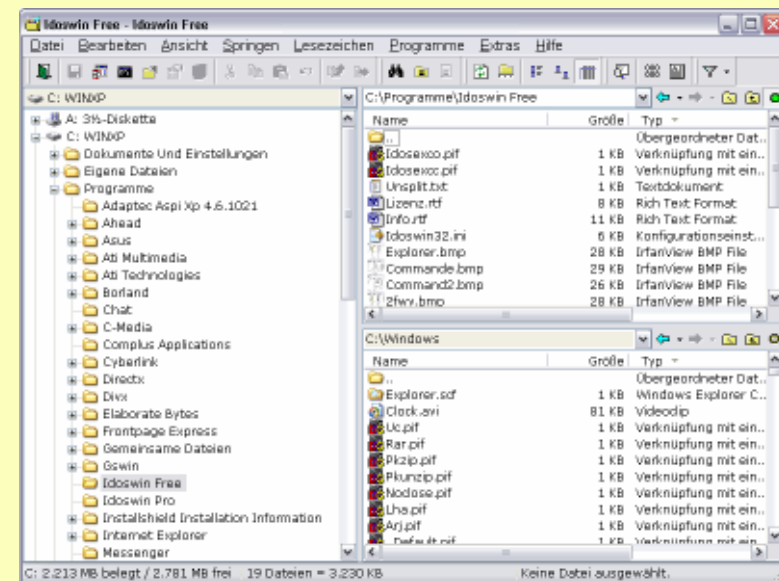 Idoswin Free - Idoswin Free
Datei Bearbeiten Ansicht Springen Lesezeichen Programme Extras Hilfe
C: WINXP
A: 3½-Diskette
C: WINXP
Dokumente Und Einstellungen
Eigene Dateien
Programme
Adaptec Aspi Xp 4.6.1021
Ahead
Asus
Ati Multimedia
Ati Technologies
Borland
Chat
C-Media
Complus Applications
Cyberlink
Directx
Divx
Elaborate Bytes
Frontpage Express
Gemeinsame Dateien
Gswin
Idoswin Free
Idoswin Pro
Installshield Installation Information
Internet Explorer
Messenger
C:\Programme\Idoswin Free
Name Größe Typ
.. Übergeordneter Dat...
Idosexco.pif 1 KB Verknüpfung mit ein...
Idosexcc.pif 1 KB Verknüpfung mit ein...
Unsplit.txt 1 KB Textdokument
Lizenz.rtf 8 KB Rich Text Format
Info.rtf 11 KB Rich Text Format
Idoswin32.ini 6 KB Konfigurationseinst...
Explorer.bmp 28 KB IrfanView BMP File
Commande.bmp 29 KB IrfanView BMP File
Command2.bmp 26 KB IrfanView BMP File
2fwv.bmp 28 KB IrfanView BMP File
C:\Windows
Name Größe Typ
.. Übergeordneter Dat...
Explorer.scf 1 KB Windows Explorer C...
Clock.avi 81 KB Videoclip
Uc.pif 1 KB Verknüpfung mit ein...
Rar.pif 1 KB Verknüpfung mit ein...
Pkzip.pif 1 KB Verknüpfung mit ein...
Pkunzip.pif 1 KB Verknüpfung mit ein...
Noclose.pif 1 KB Verknüpfung mit ein...
Lha.pif 1 KB Verknüpfung mit ein...
Arj.pif 1 KB Verknüpfung mit ein...
_Default.pif 1 KB Verknüpfung mit ein...
C: 2.213 MB belegt / 2.781 MB frei 19 Dateien = 3.230 KB Keine Datei ausgewählt.